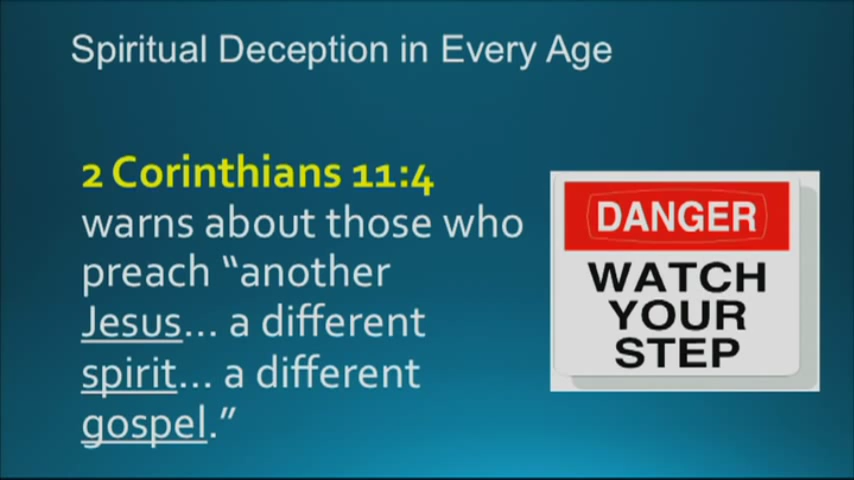 Spiritual Deception in Every Age
2 Corinthians 11:4
warns about those who
preach “another
Jesus... a different
spirit... a different
gospel.”
DANGER
WATCH
YOUR
STEP